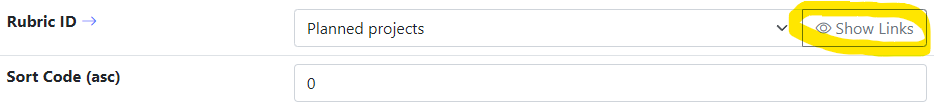 Rubric ID → Planned projects Show Links
Sort Code (asc) 0